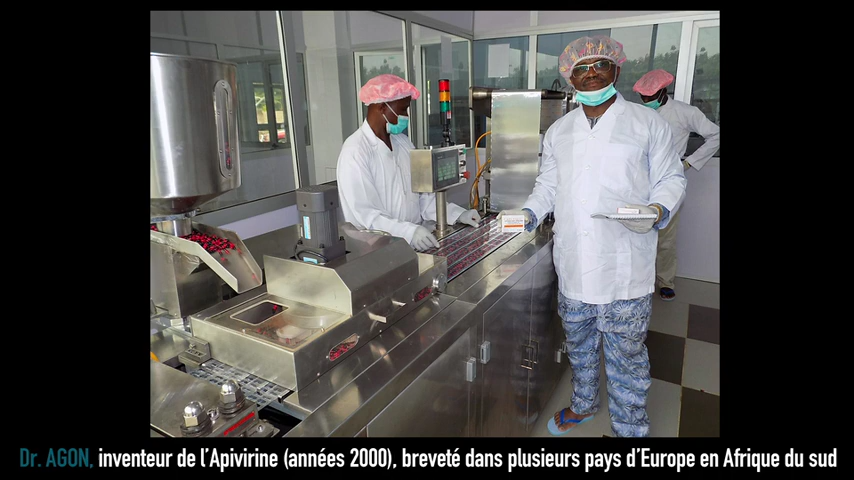 Dr. AGON, inventeur de l'Apivirine (années 2000), breveté dans plusieurs pays d'Europe en Afrique du sud